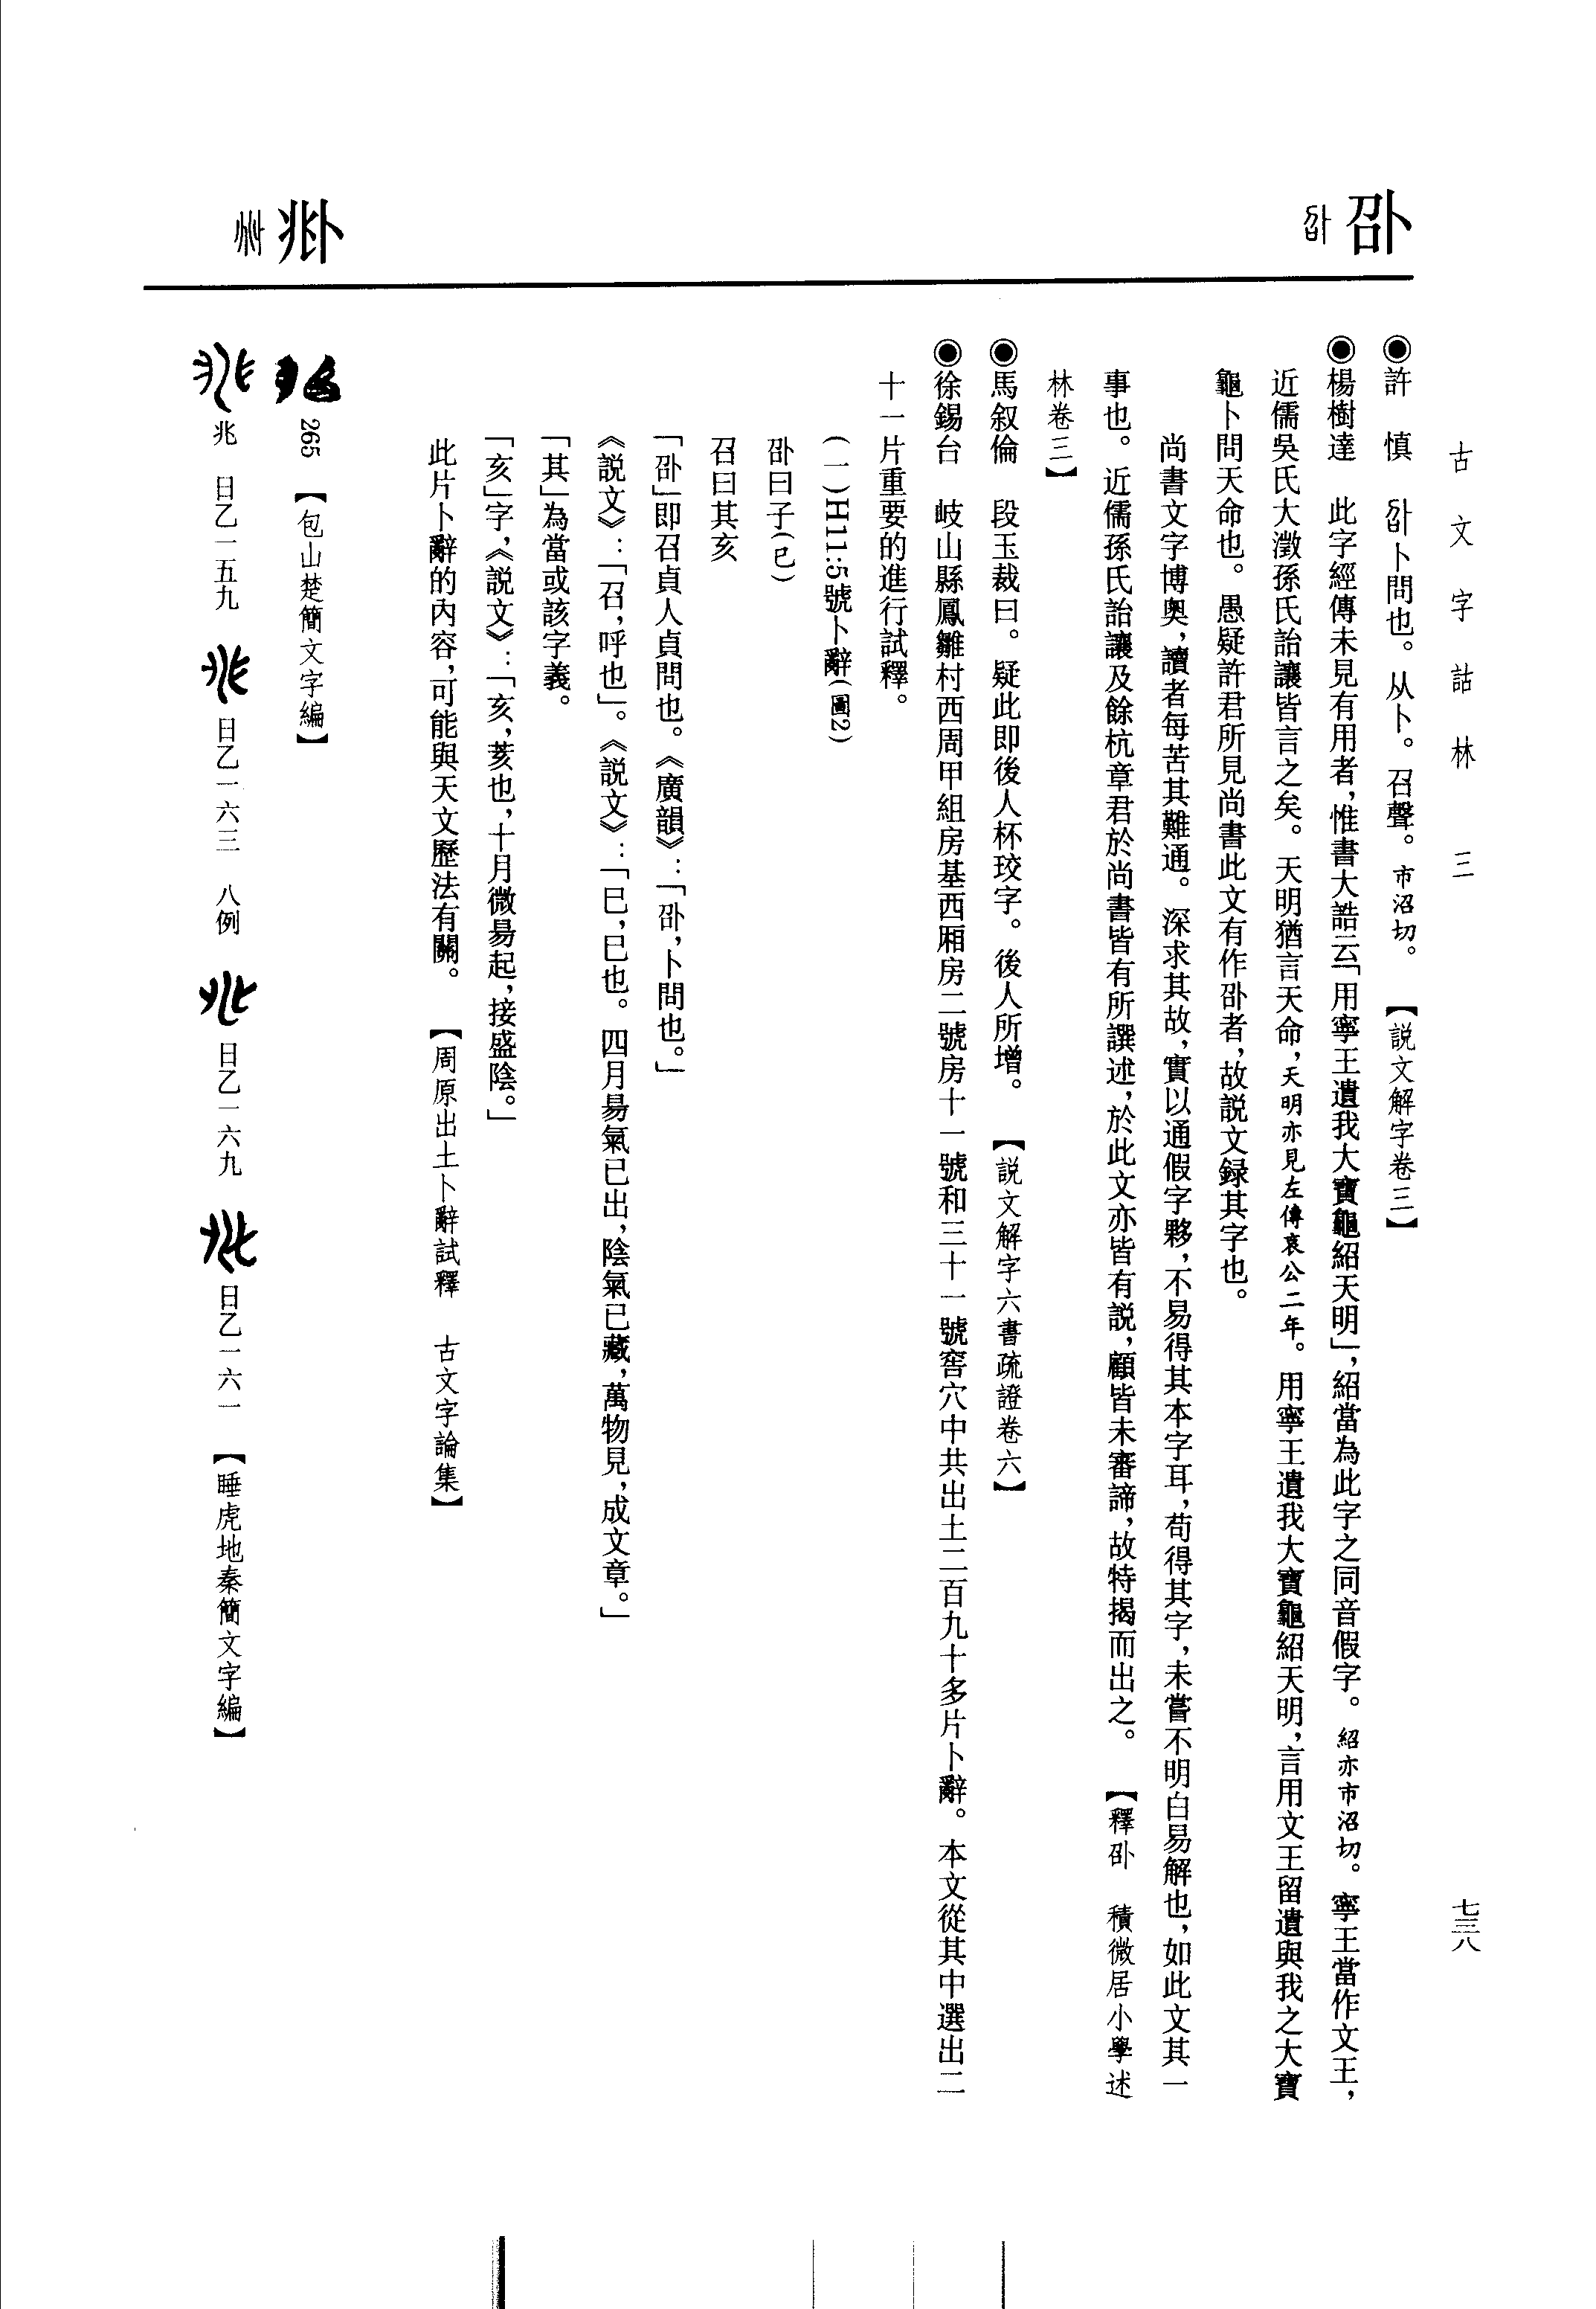 古文字詁林　三
七三八
卲
許　慎　卲卜問也。从卜。召聲。市沼切。【説文解字卷三】
楊樹達　此字經傳未見有用者，惟書大誥云「用寧王遺我大寶龜紹天明」，紹當為此字之同音假字。紹亦市沼切。寧王當作文王，
近儒吳氏大澂孫氏詒讓皆言之矣。天明猶言天命，天明亦見左傳哀公二年。用寧王遺我大寶龜紹天明，言用文王留遺與我之大寶
龜卜問天命也。愚疑許君所見尚書此文有作卲者，故説文録其字也。
尚書文字博奥，讀者每苦其難通。深求其故，實以通假字夥，不易得其本字耳，苟得其字，未嘗不明白易解也，如此文其一
事也。近儒孫氏詒讓及餘杭章君於尚書皆有所譔述，於此文亦皆有説，顧皆未審諦，故特揭而出之。【釋卲　積微居小學述
林卷三】
馬叙倫　段玉裁曰。疑此即後人杯珓字。後人所增。【説文解字六書疏證卷六】
徐錫台　岐山縣鳳雛村西周甲組房基西厢房二號房十一號和三十一號窖穴中共出土二百九十多片卜辭。本文從其中選出二
十一片重要的進行試釋。
(一)H11:5號卜辭(圖2)
卲曰子(巳)
召曰其亥
「卲」即召貞人貞問也。《廣韻》：「卲，卜問也。」
《説文》：「召，呼也」。《説文》：「巳，巳也。四月昜氣已出，陰氣已藏，萬物見，成文章。」
「其」為當或該字義。
「亥」字，《説文》：「亥，荄也，十月微昜起，接盛陰。」
此片卜辭的內容，可能與天文歷法有關。【周原出土卜辭試釋　古文字論集】
265【包山楚簡文字編】
兆　日乙一五九　日乙一六三　八例　日乙一六九　日乙一六一【睡虎地秦簡文字編】